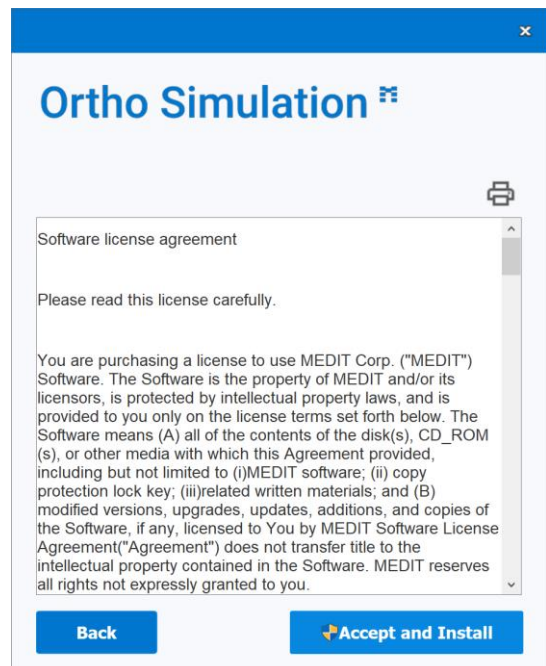 Ortho Simulation
Software license agreement
Please read this license carefully.
You are purchasing a license to use MEDIT Corp. ("MEDIT")
Software. The Software is the property of MEDIT and/or its
licensors, is protected by intellectual property laws, and is
provided to you only on the license terms set forth below. The
Software means (A) all of the contents of the disk(s), CD_ROM
(s), or other media with which this Agreement provided,
including but not limited to (i)MEDIT software; (ii) copy
protection lock key; (iii)related written materials; and (B)
modified versions, upgrades, updates, additions, and copies of
the Software, if any, licensed to You by MEDIT Software License
Agreement("Agreement") does not transfer title to the
intellectual property contained in the Software. MEDIT reserves
all rights not expressly granted to you.
Back
Accept and Install